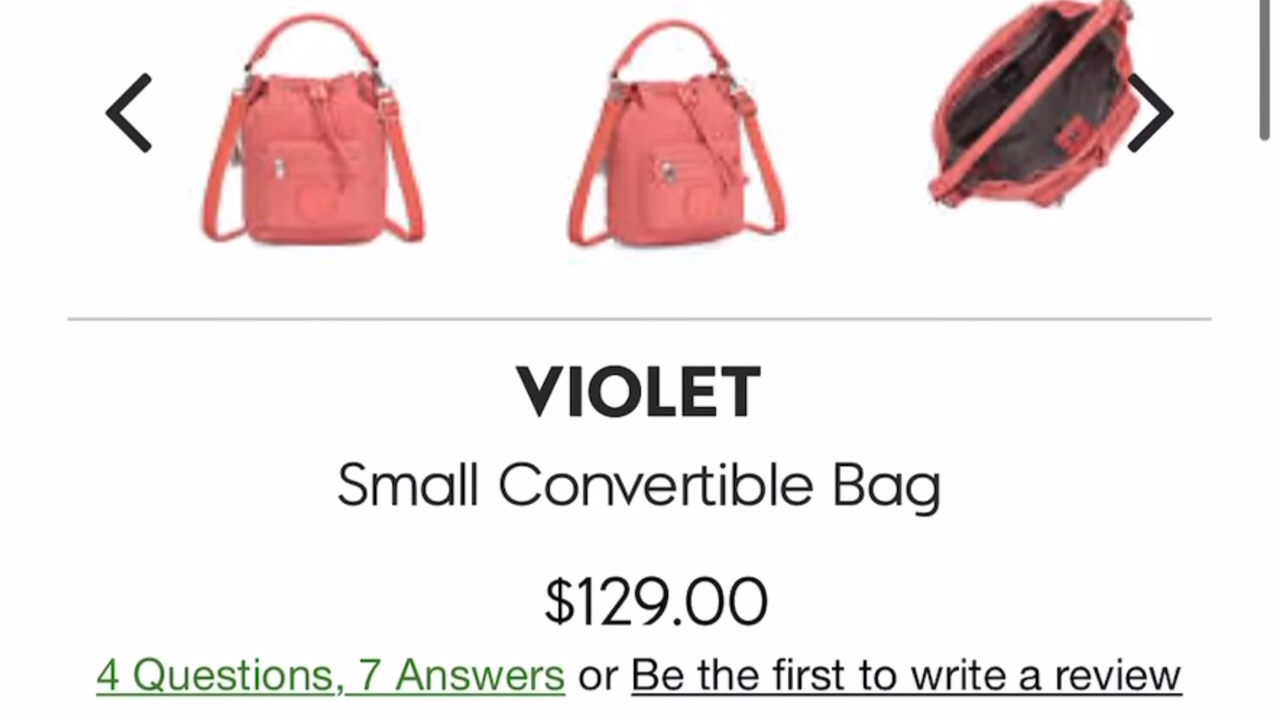 VIOLET
Small Convertible Bag
$129.00
4 Questions, 7 Answers or Be the first to write a review